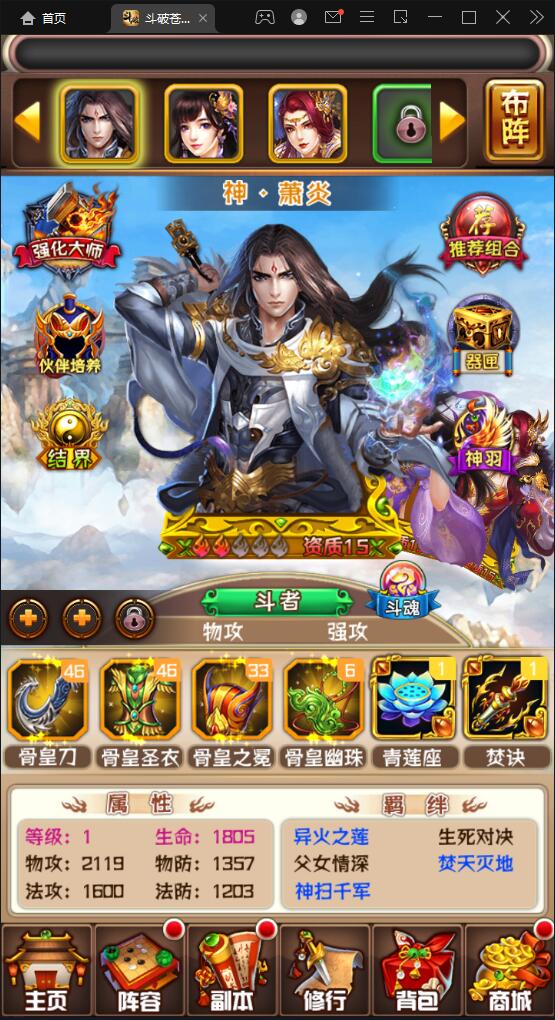 首页
斗破苍...
布阵
神·萧炎
强化大师
荐
推荐组合
伙伴培养
器匣
结界
神羽
资质15
斗者
斗魂
物攻
强攻
46
46
33
6
1
1
骨皇刀
骨皇圣衣
骨皇之冕
骨皇幽珠
青莲座
焚诀
属性
羁绊
等级：1
生命：1805
异火之莲
生死对决
物攻：2119
物防：1357
父女情深
焚天灭地
法攻：1600
法防：1203
神扫千军
主页
阵容
副本
修行
背包
商城